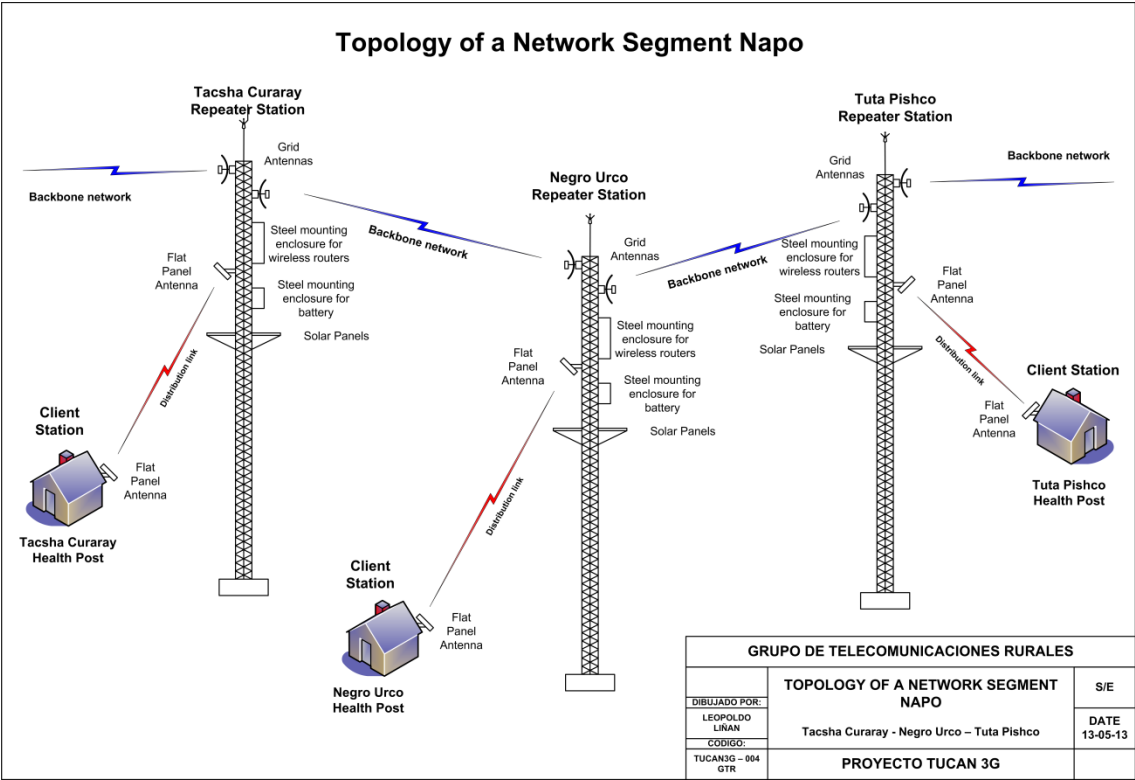 Topology of a Network Segment Napo
Tacsha Curaray
Repeater Station
Grid
Antennas
Backbone network
Steel mounting
enclosure for
wireless routers
Flat
Panel
Antenna
Steel mounting
enclosure for
battery
Solar Panels
Distribution link
Client
Station
Flat
Panel
Antenna
Tacsha Curaray
Health Post
Backbone network
Negro Urco
Repeater Station
Grid
Antennas
Steel mounting
enclosure for
wireless routers
Flat
Panel
Antenna
Steel mounting
enclosure for
battery
Solar Panels
Distribution link
Client
Station
Flat
Panel
Antenna
Negro Urco
Health Post
Backbone network
Tuta Pishco
Repeater Station
Grid
Antennas
Backbone network
Steel mounting
enclosure for
wireless routers
Flat
Panel
Antenna
Steel mounting
enclosure for
battery
Solar Panels
Distribution link
Client Station
Flat
Panel
Antenna
Tuta Pishco
Health Post
GRUPO DE TELECOMUNICACIONES RURALES
DIBUJADO POR:
LEOPOLDO
LIÑAN
CODIGO:
TUCAN3G – 004
GTR
TOPOLOGY OF A NETWORK SEGMENT
NAPO
Tacsha Curaray - Negro Urco – Tuta Pishco
PROYECTO TUCAN 3G
S/E
DATE
13-05-13